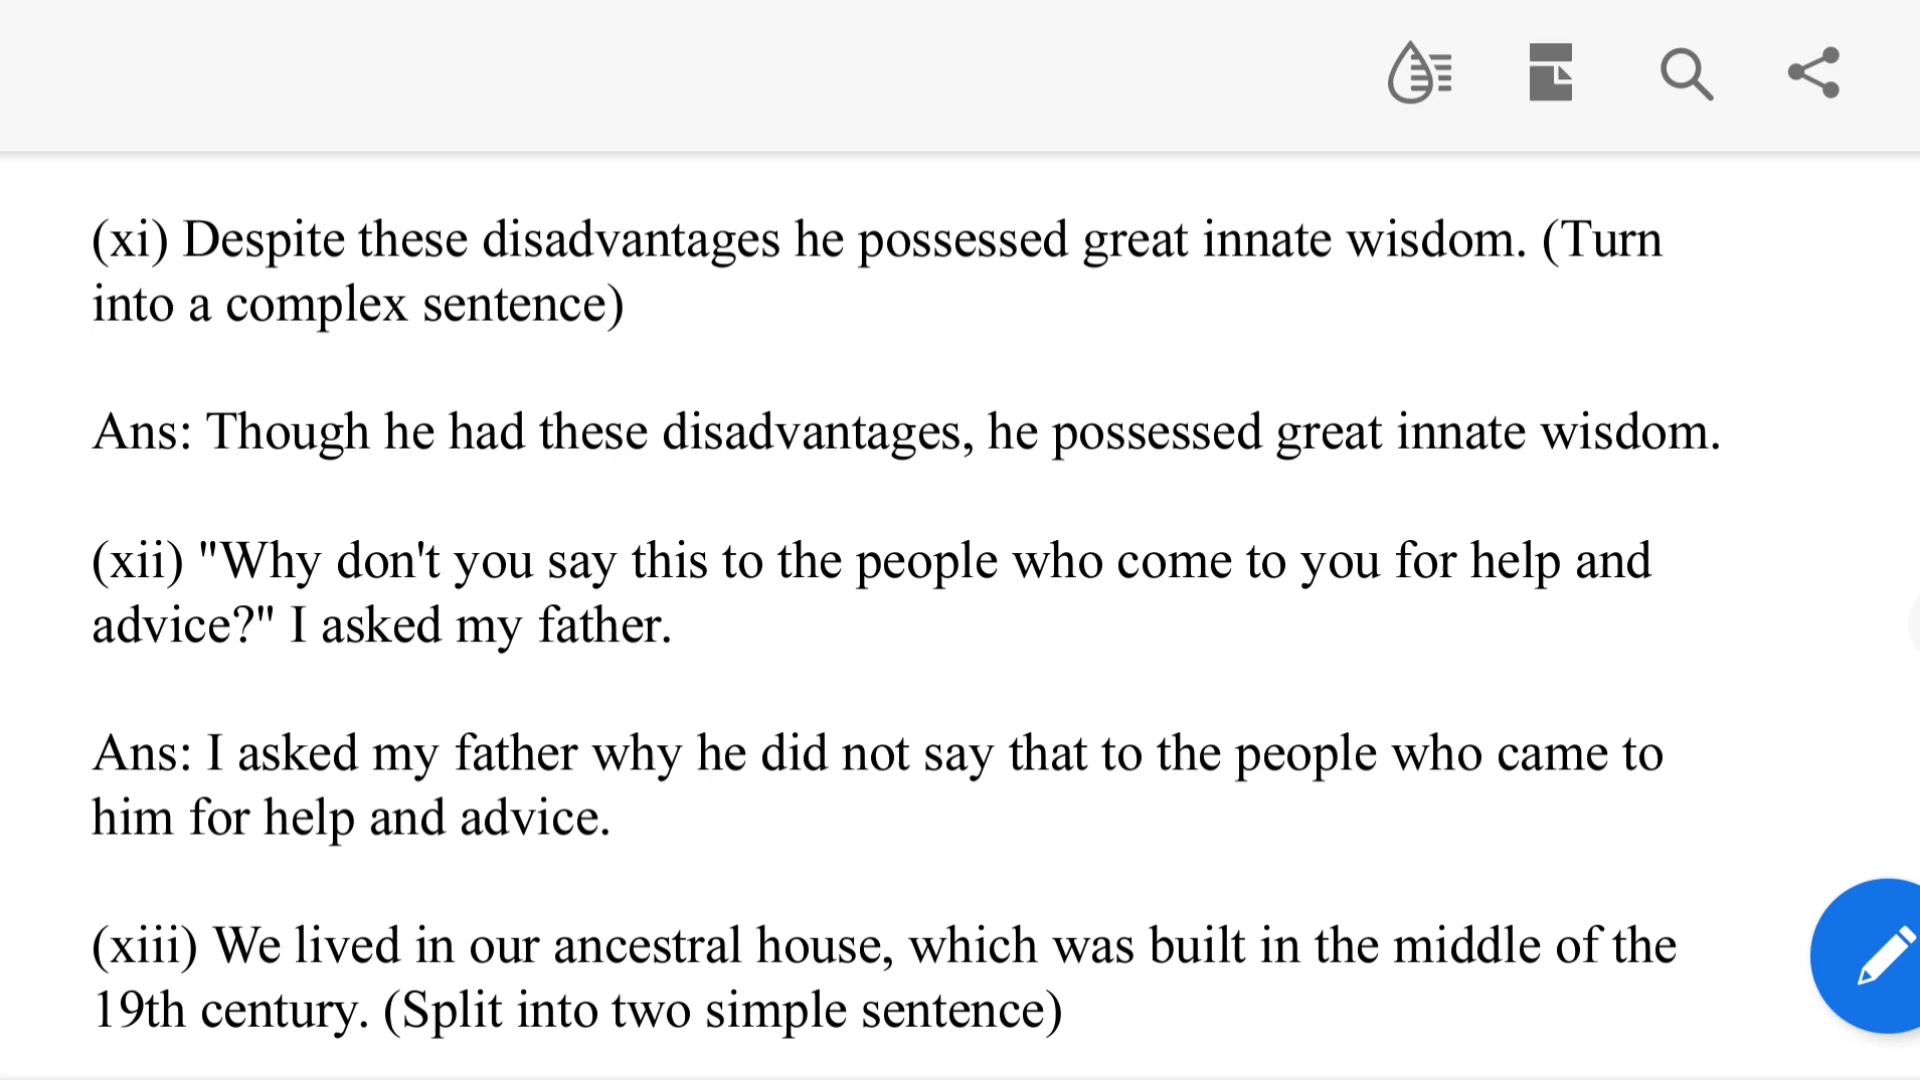 (xi) Despite these disadvantages he possessed great innate wisdom. (Turn
into a complex sentence)
Ans: Though he had these disadvantages, he possessed great innate wisdom.
(xii) "Why don't you say this to the people who come to you for help and
advice?" I asked my father.
Ans: I asked my father why he did not say that to the people who came to
him for help and advice.
(xiii) We lived in our ancestral house, which was built in the middle of the
19th century. (Split into two simple sentence)